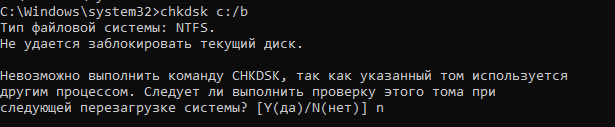 C:\Windows\system32>chkdsk c:/b
Тип файловой системы: NTFS.
Не удается заблокировать текущий диск.
Невозможно выполнить команду CHKDSK, так как указанный том используется
другим процессом. Следует ли выполнить проверку этого тома при
следующей перезагрузке системы? [Y(да)/N(нет)] n